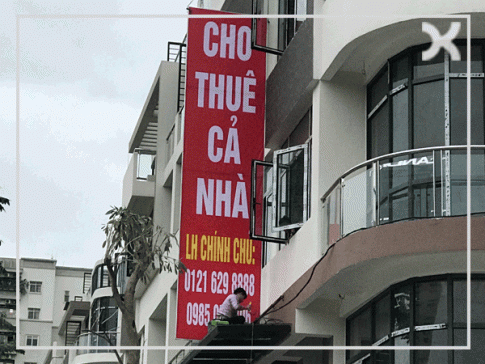 CHO
THUÊ
CẢ
NHÀ
LH CHÍNH CHỦ:
0121 629 8888
0985